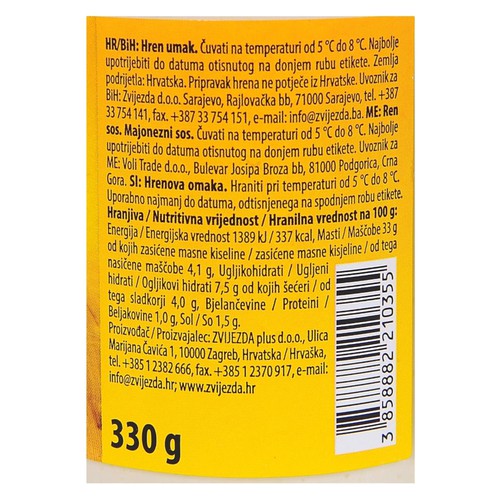 HR/BiH: Hren umak. Čuvati na temperaturi od 5 °C do 8 °C. Najbolje
upotrijebiti do datuma otisnutog na donjem rubu etikete. Zemlja
podrijetla: Hrvatska. Pripravak hrena ne potječe iz Hrvatske. Uvoznik za
BiH: Zvijezda d.o.o. Sarajevo, Rajlovačka bb, 71000 Sarajevo, tel. +387
33 754 141, fax. +387 33 754 151, e-mail: info@zvijezda.ba. ME: Ren
sos. Majonezni sos. Čuvati na temperaturi od 5 °C do 8 °C. Najbolje
upotrijebiti do datuma otisnutog na donjem rubu etikete. Uvoznik za
ME: Voli Trade d.o.o., Bulevar Josipa Broza bb, 81000 Podgorica, Crna
Gora. SI: Hrenova omaka. Hraniti pri temperaturi od 5 °C do 8 °C.
Uporabno najmanj do datuma, odtisnjenega na spodnjem robu etikete.
Hranjiva / Nutritivna vrijednost / Hranilna vrednost na 100 g:
Energija / Energijska vrednost 1389 kJ / 337 kcal, Masti / Maščobe 33 g
od kojih zasićene masne kiseline / zasićene masne kisjeline / od tega
nasičene maščobe 4,1 g, Ugljikohidrati / Ugljeni
hidrati / Ogljikovi hidrati 7,5 g od kojih šećeri / od
tega sladkorji 4,0 g, Bjelančevine / Proteini /
Beljakovine 1,0 g, Sol / So 1,5 g.
Proizvođač / Proizvajalec: ZVIJEZDA plus d.o.o., Ulica
Marijana Čavića 1, 10000 Zagreb, Hrvatska / Hrvaška,
tel. +385 1 2382 666, fax. +385 1 2370 917, e-mail:
info@zvijezda.hr; www.zvijezda.hr
330 g
3 858882 210355